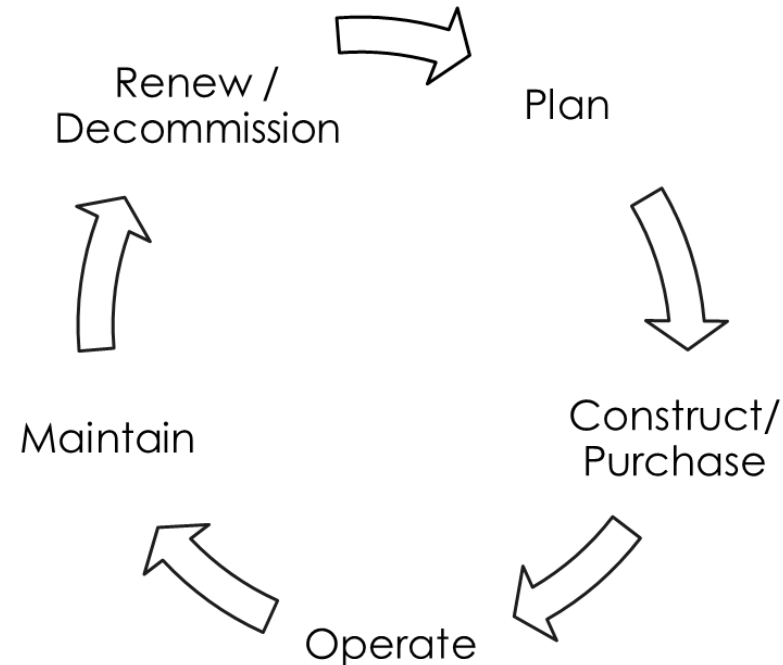 Renew /
Decommission
Plan
Construct/
Purchase
Operate
Maintain